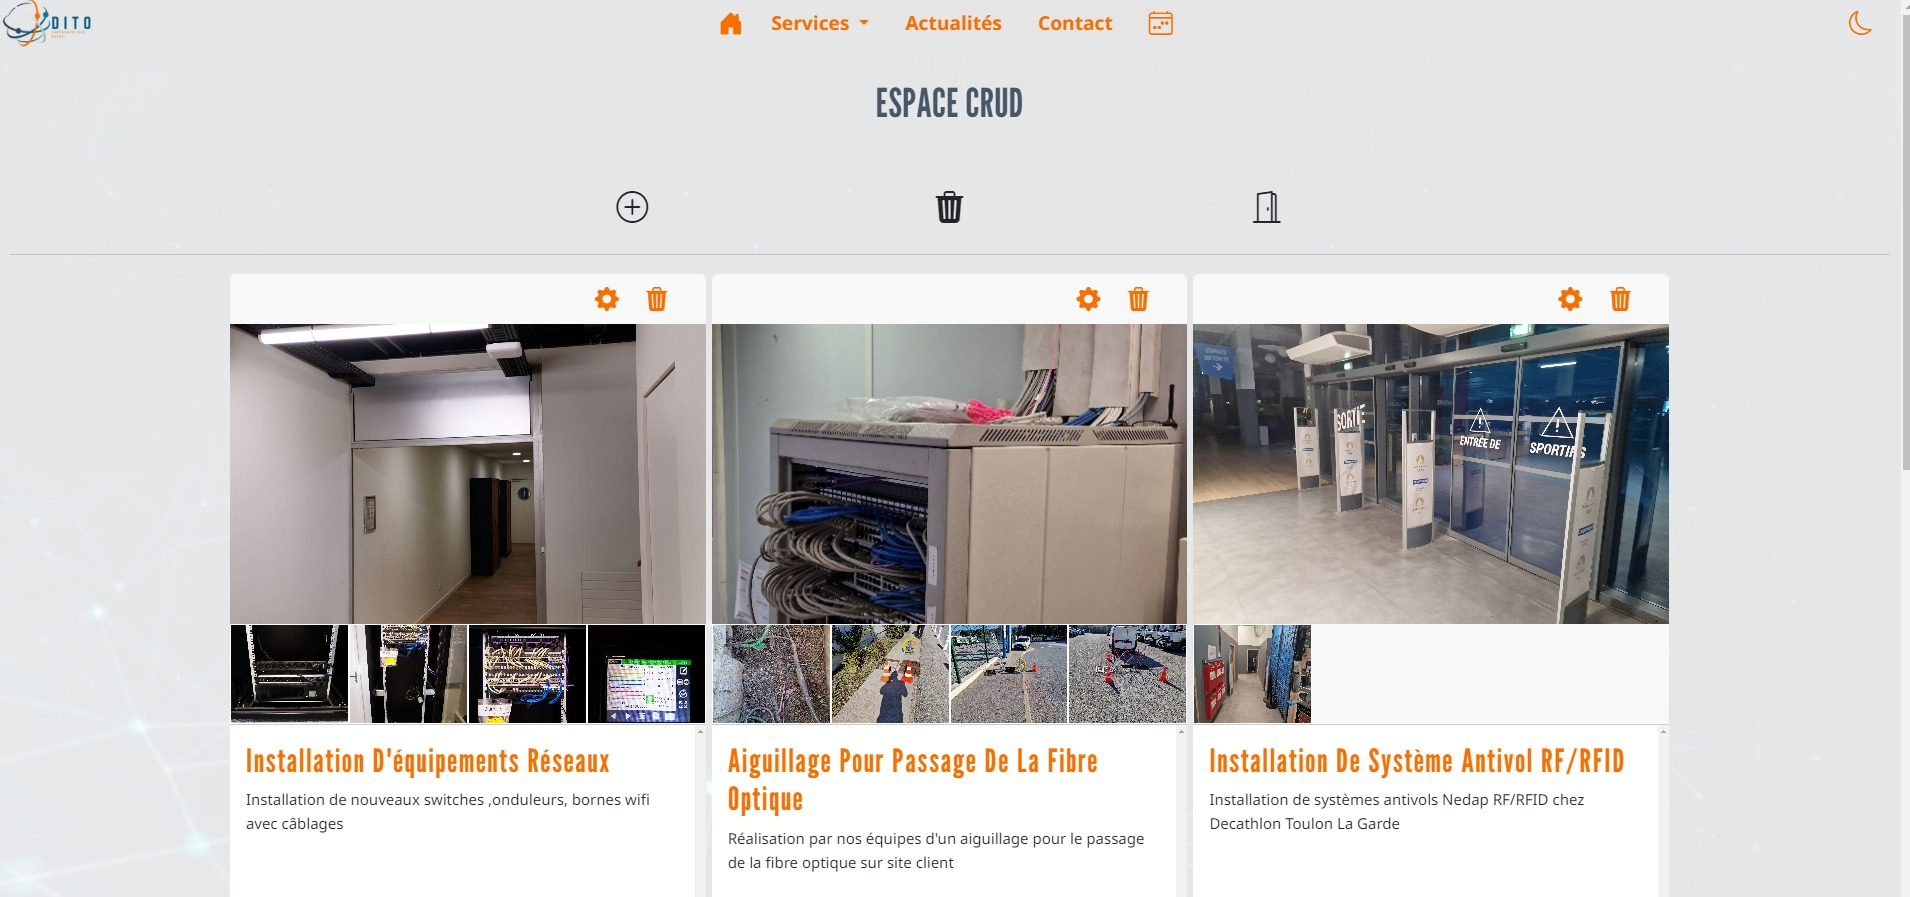 DITO
Services
Actualités
Contact
ESPACE CRUD
SORTIE
ENTRÉE DE
SPORTIFS
Installation D'équipements Réseaux
Installation de nouveaux switches ,onduleurs, bornes wifi
avec câblages
Aiguillage Pour Passage De La Fibre
Optique
Réalisation par nos équipes d'un aiguillage pour le passage
de la fibre optique sur site client
Installation De Système Antivol RF/RFID
Installation de systèmes antivols Nedap RF/RFID chez
Decathlon Toulon La Garde